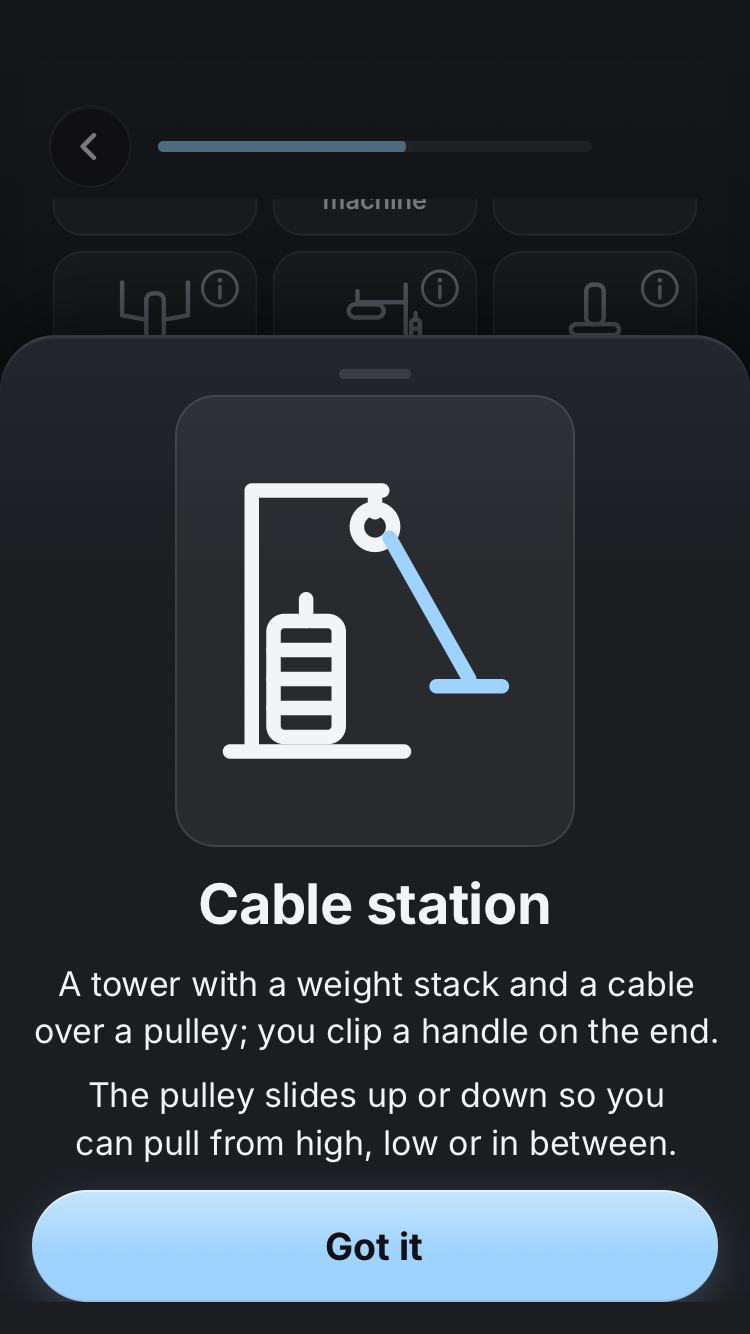 machine
Cable station
A tower with a weight stack and a cable
over a pulley; you clip a handle on the end.
The pulley slides up or down so you
can pull from high, low or in between.
Got it